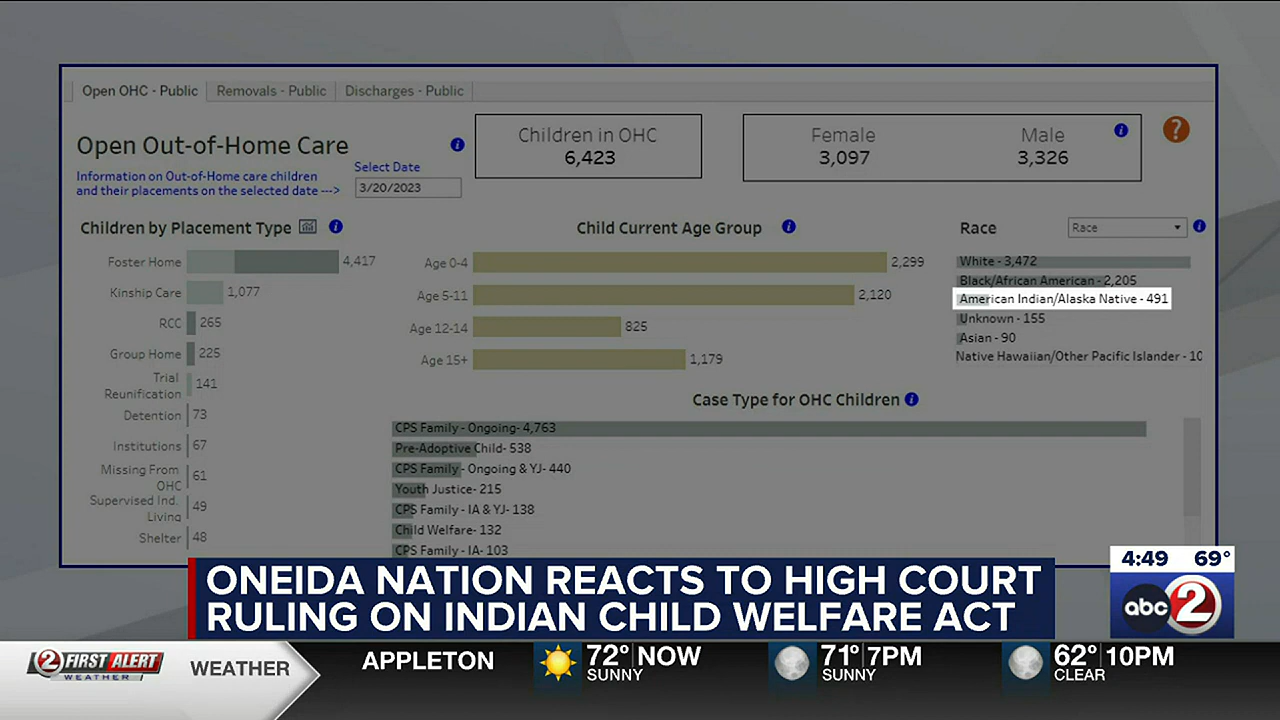 Open OHC - Public
Removals - Public
Discharges - Public
Open Out-of-Home Care
Information on Out-of-Home care children
and their placements on the selected date --->
Select Date
3/20/2023
Children in OHC
6,423
Female
3,097
Male
3,326
?
Children by Placement Type
Foster Home 4,417
Kinship Care 1,077
RCC 265
Group Home 225
Trial
Reunification 141
Detention 73
Institutions 67
Missing From
OHC 61
Supervised Ind.
Living 49
Shelter 48
Child Current Age Group
Age 0-4 2,299
Age 5-11 2,120
Age 12-14 825
Age 15+ 1,179
Race
Race
White - 3,472
Black/African American - 2,205
American Indian/Alaska Native - 491
Unknown - 155
Asian - 90
Native Hawaiian/Other Pacific Islander - 10
Case Type for OHC Children
CPS Family - Ongoing- 4,763
Pre-Adoptive Child- 538
CPS Family - Ongoing & YJ- 440
Youth Justice- 215
CPS Family - IA & YJ- 138
Child Welfare- 132
CPS Family - IA- 103
ONEIDA NATION REACTS TO HIGH COURT
RULING ON INDIAN CHILD WELFARE ACT
4:49 69°
abc 2
2 FIRST ALERT
WEATHER
WEATHER
APPLETON
72° NOW
SUNNY
71° 7PM
SUNNY
62° 10PM
CLEAR